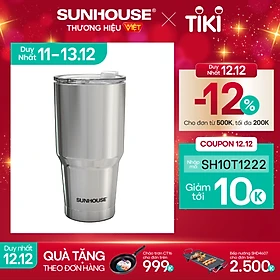 SUNHOUSE®
THƯƠNG HIỆU VIỆT
TIKI
Duy Nhất 11-13.12
Duy Nhất 12.12
-12%
Cho đơn từ 500K, tối đa 200K
COUPON 12.12
Nhập mã SH10T1222
Giảm tới 10K
SUNHOUSE
Duy nhất 12.12
QUÀ TẶNG
THEO ĐƠN HÀNG
999K
2.500K